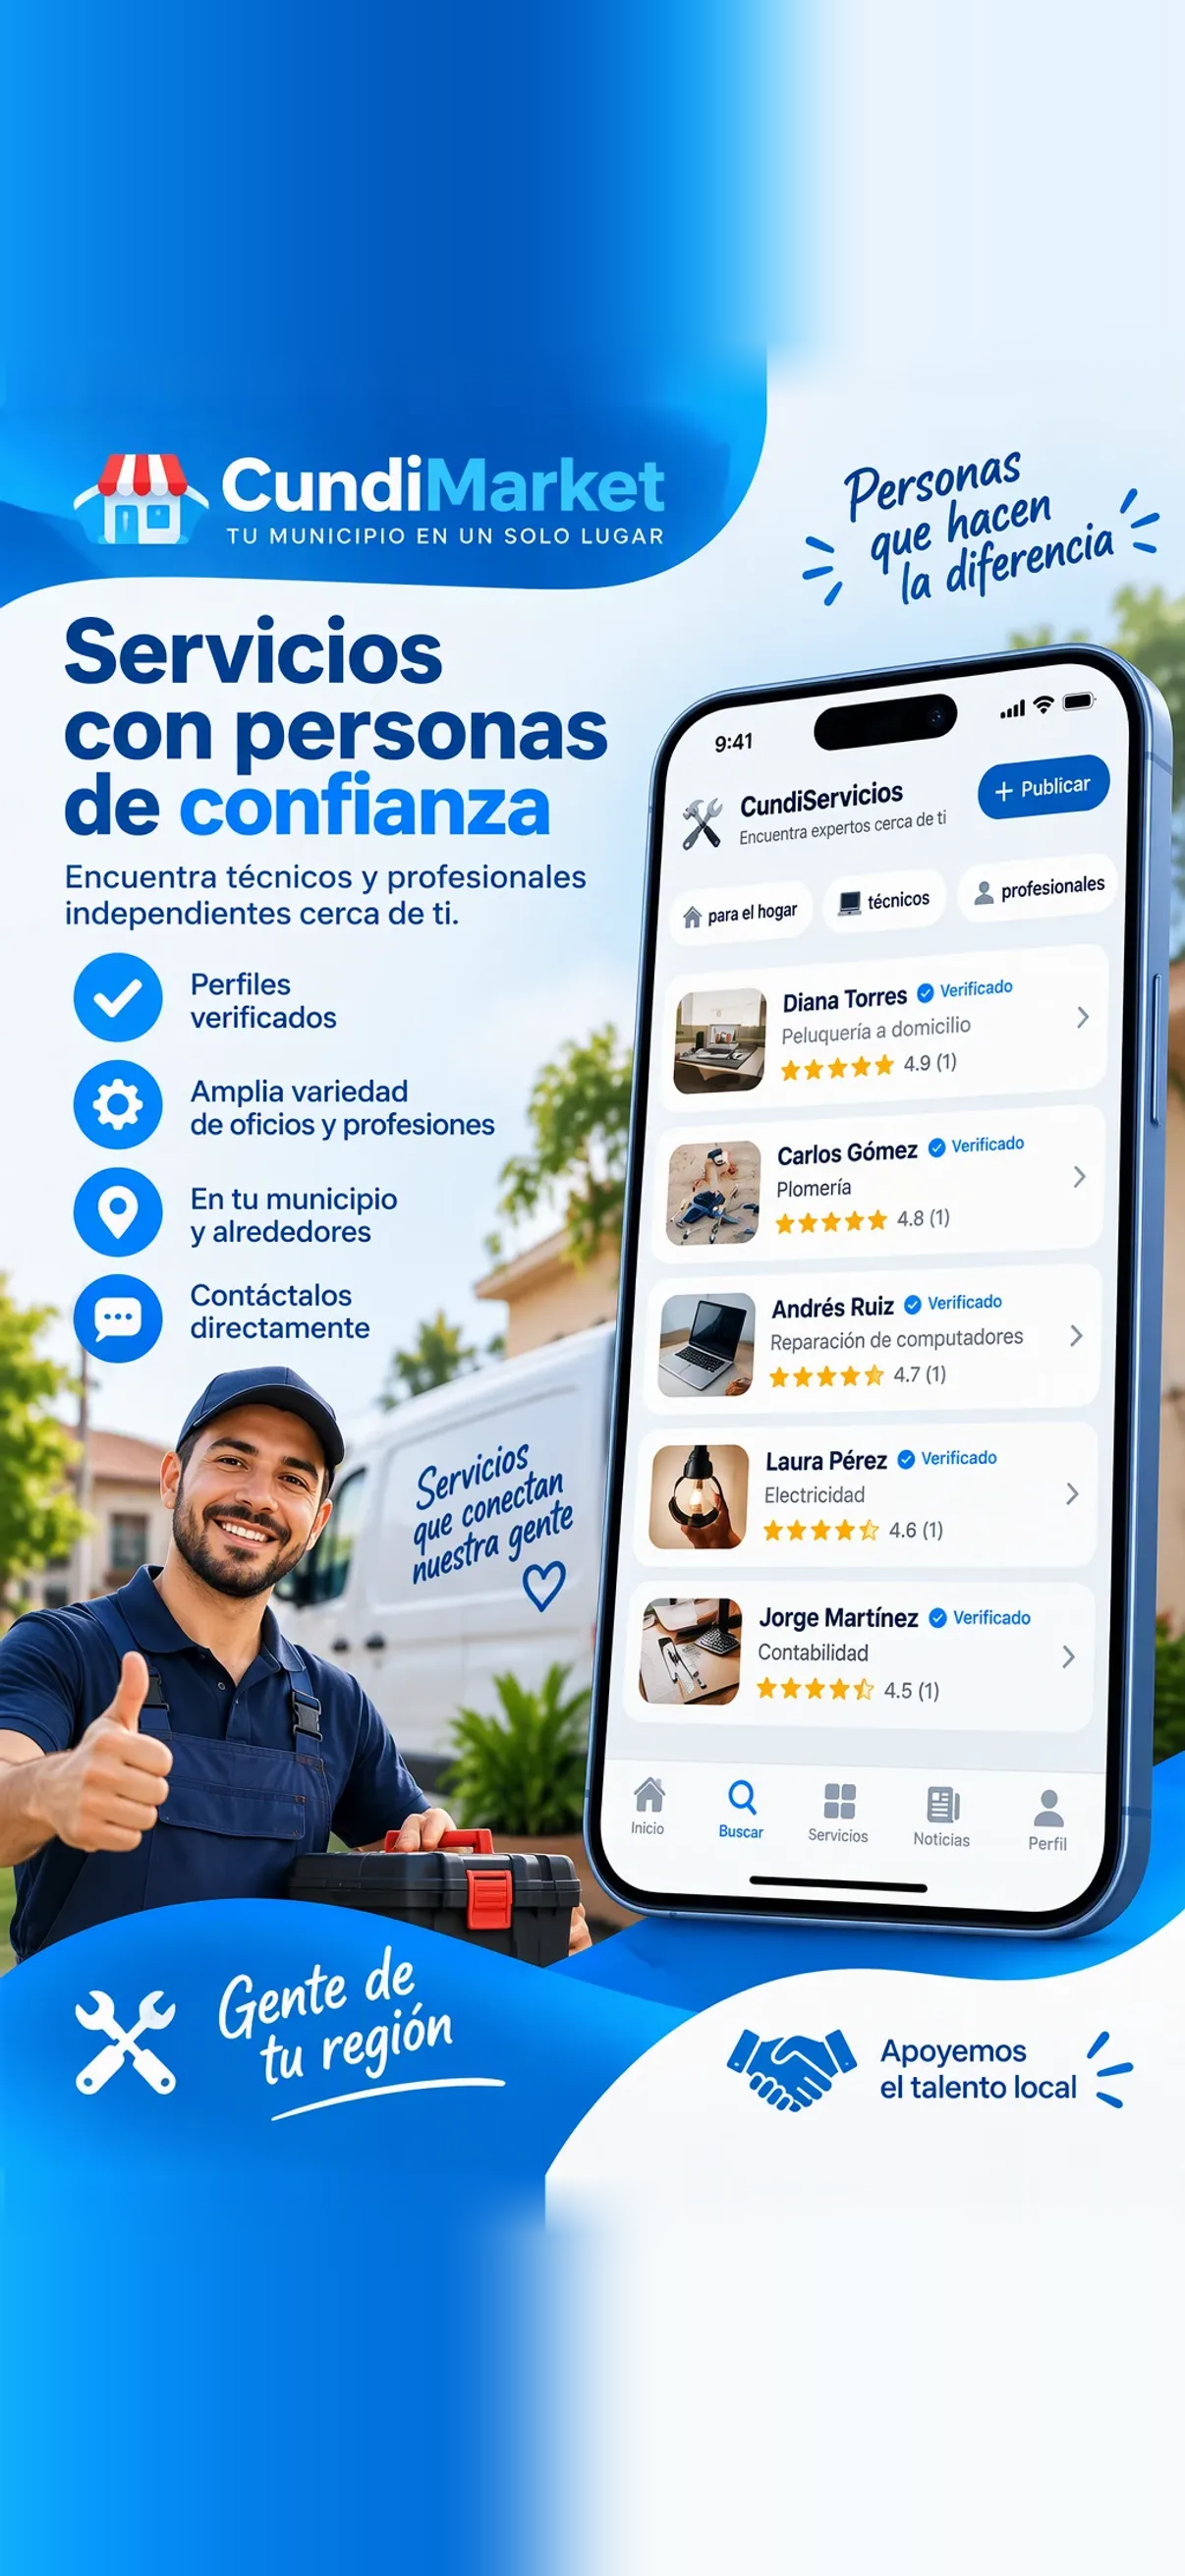 CundiMarket
TU MUNICIPIO EN UN SOLO LUGAR
Personas
que hacen
la diferencia
Servicios
con personas
de confianza
Encuentra técnicos y profesionales
independientes cerca de ti.
Perfiles
verificados
Amplia variedad
de oficios y profesiones
En tu municipio
y alrededores
Contáctalos
directamente
Servicios
que conectan
nuestra gente
9:41
CundiServicios
Encuentra expertos cerca de ti
+ Publicar
para el hogar
técnicos
profesionales
Diana Torres Verificado
Peluquería a domicilio
4.9 (1)
Carlos Gómez Verificado
Plomería
4.8 (1)
Andrés Ruiz Verificado
Reparación de computadores
4.7 (1)
Laura Pérez Verificado
Electricidad
4.6 (1)
Jorge Martínez Verificado
Contabilidad
4.5 (1)
Inicio
Buscar
Servicios
Noticias
Perfil
Gente de
tu región
Apoyemos
el talento local